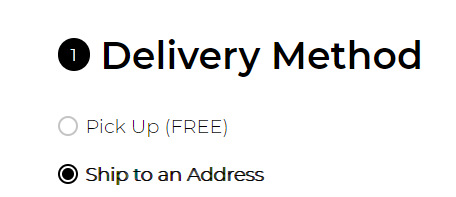 1 Delivery Method
Pick Up (FREE)
Ship to an Address